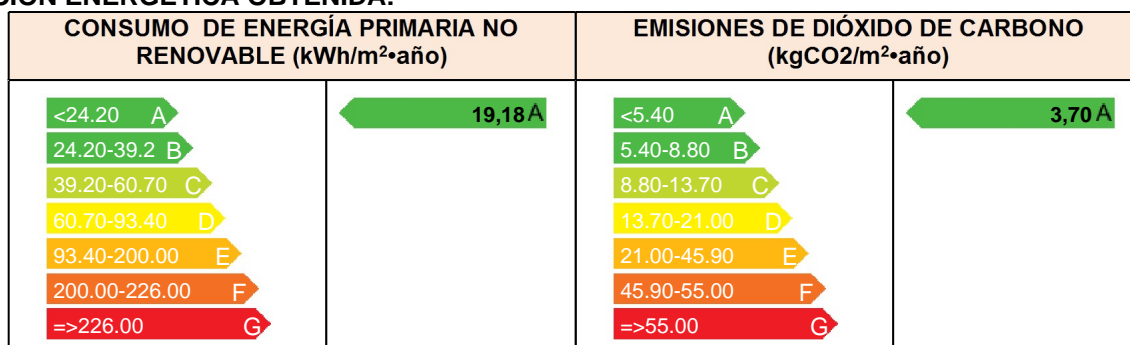 CONSUMO DE ENERGÍA PRIMARIA NO
RENOVABLE (kWh/m²•año)
EMISIONES DE DIÓXIDO DE CARBONO
(kgCO2/m²•año)
<24.20 A
24.20-39.2 B
39.20-60.70 C
60.70-93.40 D
93.40-200.00 E
200.00-226.00 F
=>226.00 G
19,18 A
<5.40 A
5.40-8.80 B
8.80-13.70 C
13.70-21.00 D
21.00-45.90 E
45.90-55.00 F
=>55.00 G
3,70 A